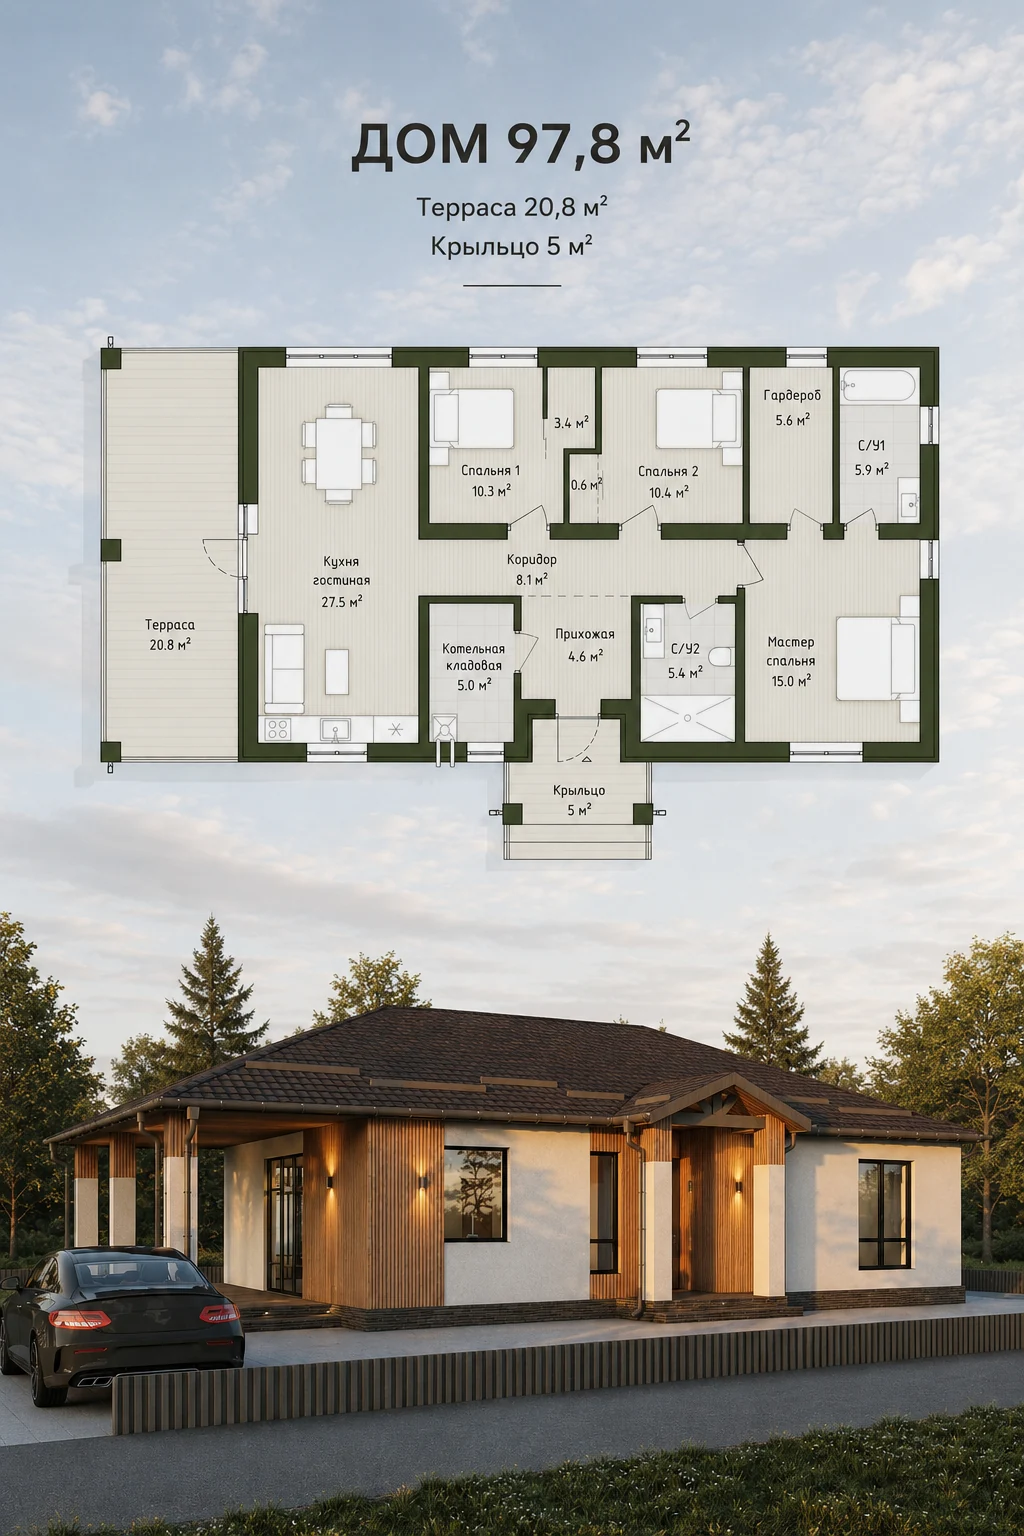 ДОМ 97,8 м²
Терраса 20,8 м²
Крыльцо 5 м²
Гардероб
5.6 м²
3.4 м²
С/У1
5.9 м²
Спальня 1
10.3 м²
0.6 м²
Спальня 2
10.4 м²
Кухня
гостиная
27.5 м²
Коридор
8.1 м²
Терраса
20.8 м²
Котельная
кладовая
5.0 м²
Прихожая
4.6 м²
С/У2
5.4 м²
Мастер
спальня
15.0 м²
Крыльцо
5 м²